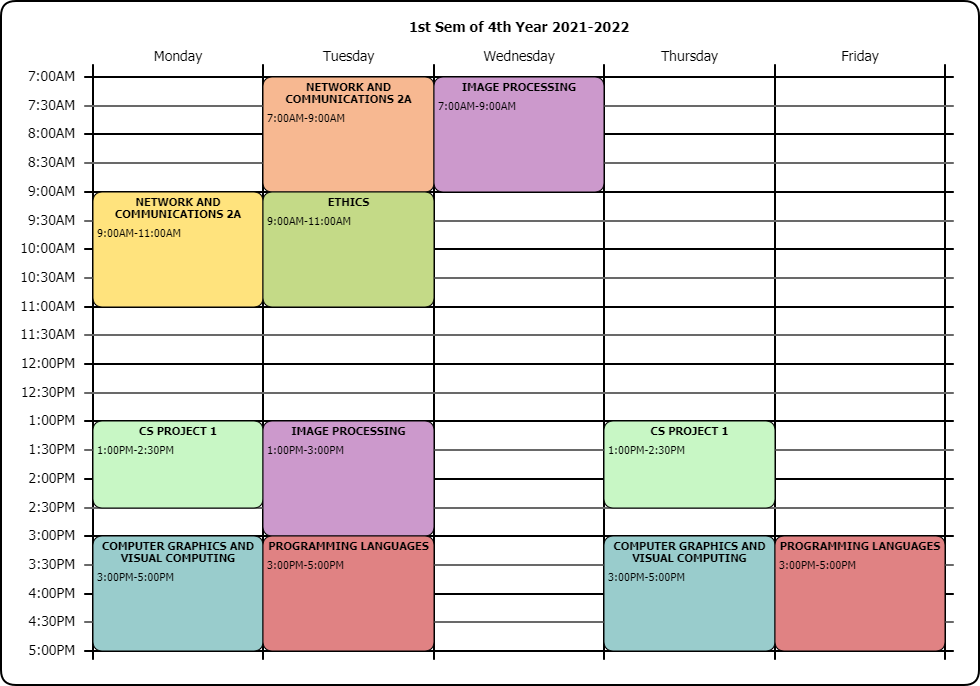 1st Sem of 4th Year 2021-2022
Monday
Tuesday
Wednesday
Thursday
Friday
7:00AM
7:30AM
8:00AM
8:30AM
9:00AM
9:30AM
10:00AM
10:30AM
11:00AM
11:30AM
12:00PM
12:30PM
1:00PM
1:30PM
2:00PM
2:30PM
3:00PM
3:30PM
4:00PM
4:30PM
5:00PM
NETWORK AND
COMMUNICATIONS 2A
9:00AM-11:00AM
CS PROJECT 1
1:00PM-2:30PM
COMPUTER GRAPHICS AND
VISUAL COMPUTING
3:00PM-5:00PM
NETWORK AND
COMMUNICATIONS 2A
7:00AM-9:00AM
ETHICS
9:00AM-11:00AM
IMAGE PROCESSING
1:00PM-3:00PM
PROGRAMMING LANGUAGES
3:00PM-5:00PM
IMAGE PROCESSING
7:00AM-9:00AM
CS PROJECT 1
1:00PM-2:30PM
COMPUTER GRAPHICS AND
VISUAL COMPUTING
3:00PM-5:00PM
PROGRAMMING LANGUAGES
3:00PM-5:00PM